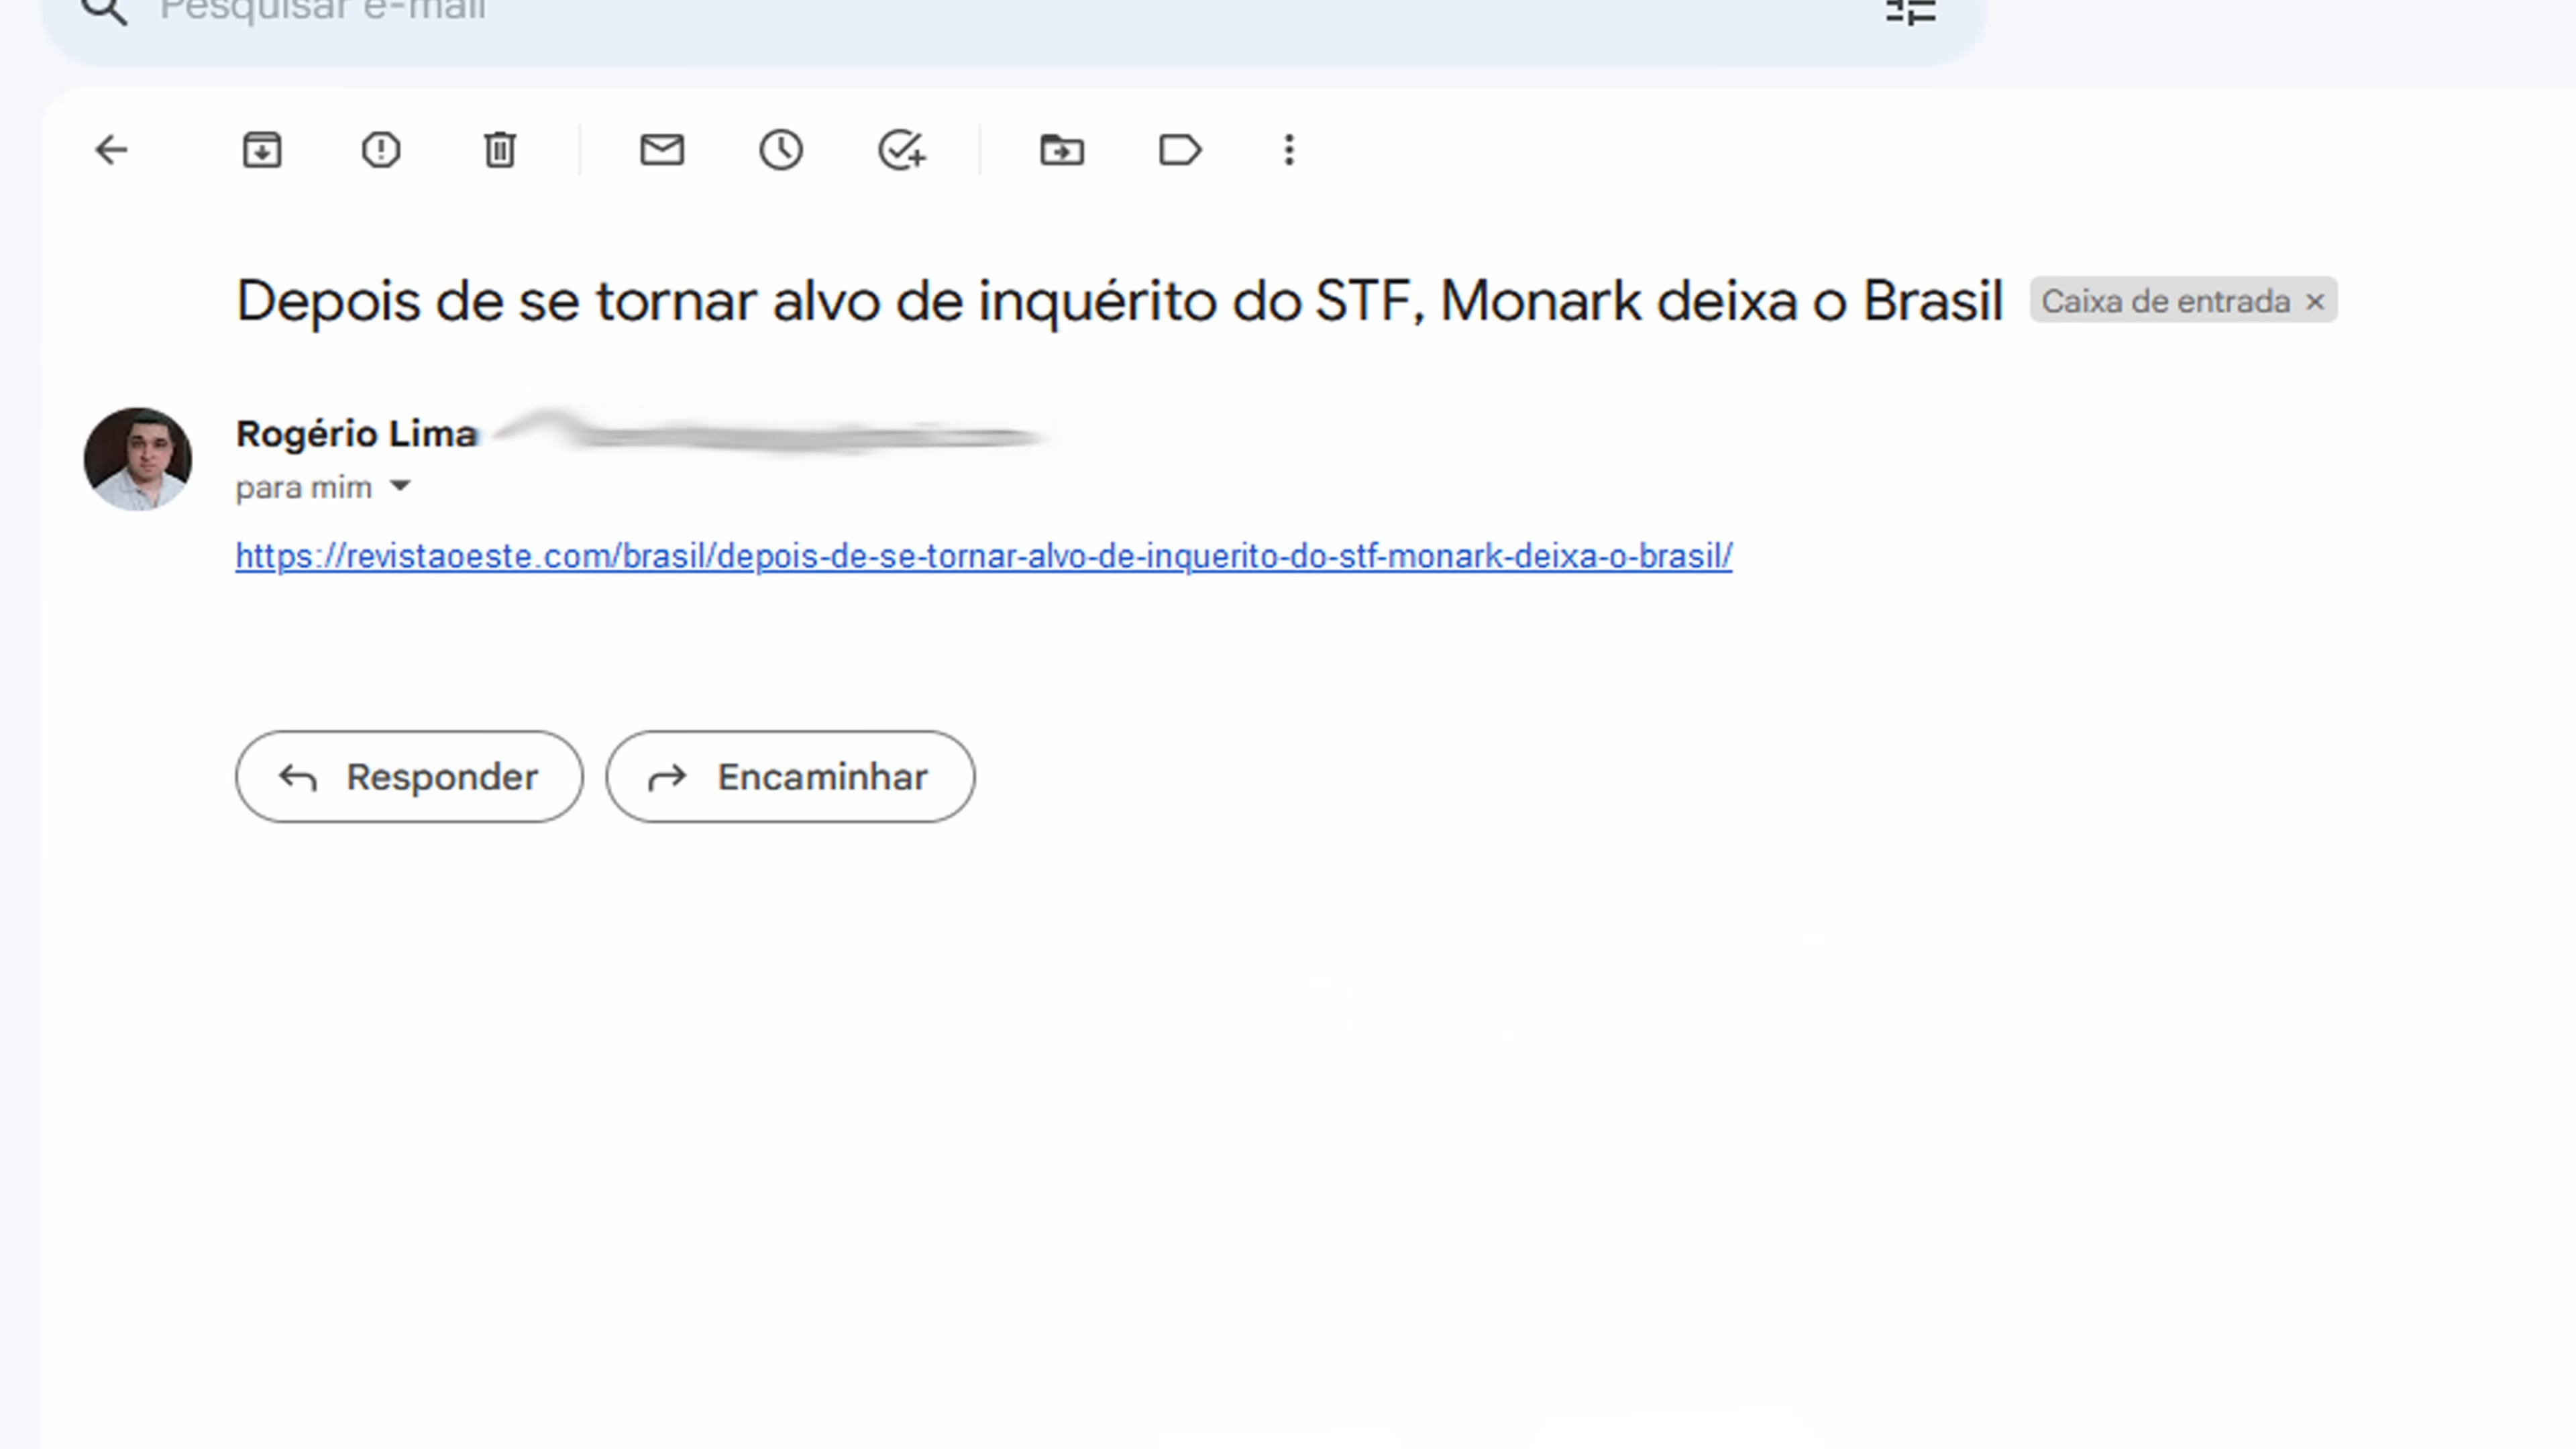 Pesquisar e-mail
Depois de se tornar alvo de inquérito do STF, Monark deixa o Brasil Caixa de entrada ×
Rogério Lima
para mim
https://revistaoeste.com/brasil/depois-de-se-tornar-alvo-de-inquerito-do-stf-monark-deixa-o-brasil/
Responder Encaminhar